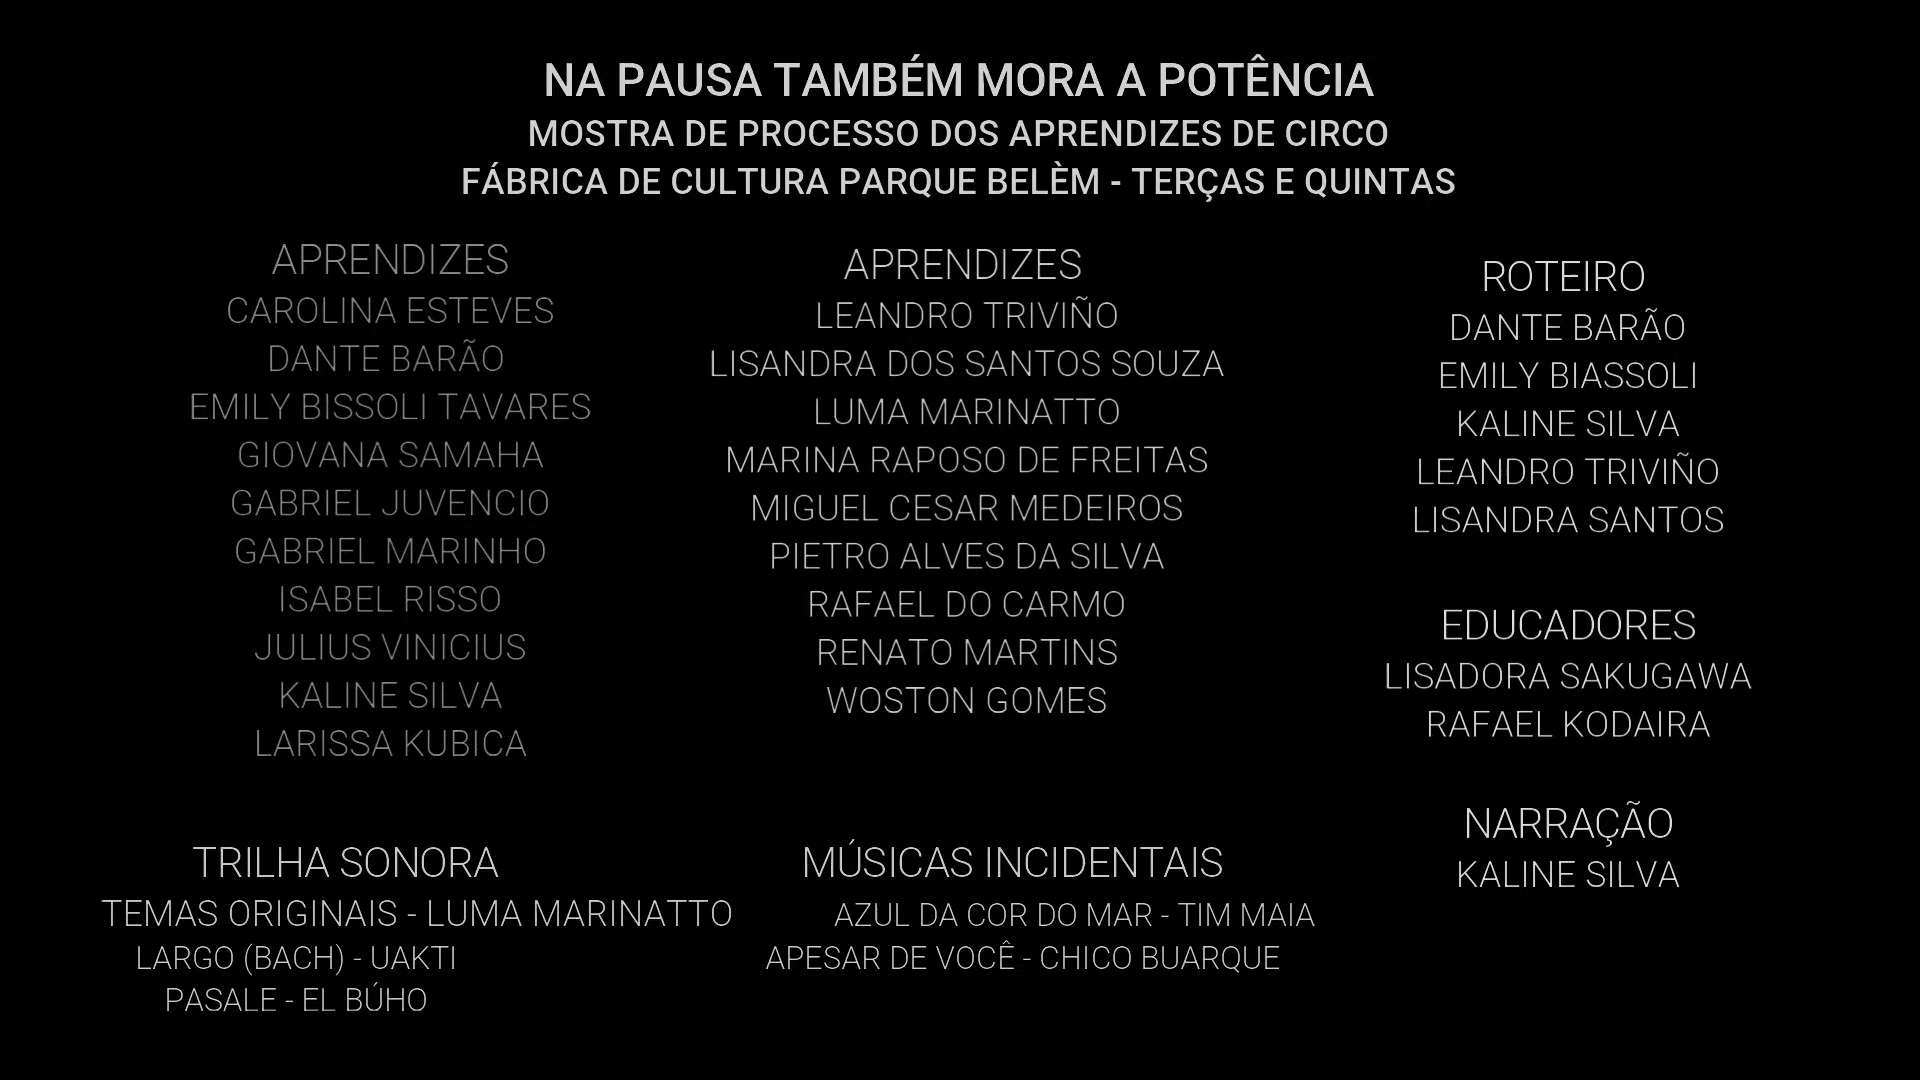 NA PAUSA TAMBÉM MORA A POTÊNCIA
MOSTRA DE PROCESSO DOS APRENDIZES DE CIRCO
FÁBRICA DE CULTURA PARQUE BELÈM - TERÇAS E QUINTAS
APRENDIZES
CAROLINA ESTEVES
DANTE BARÃO
EMILY BISSOLI TAVARES
GIOVANA SAMAHA
GABRIEL JUVENCIO
GABRIEL MARINHO
ISABEL RISSO
JULIUS VINICIUS
KALINE SILVA
LARISSA KUBICA
APRENDIZES
LEANDRO TRIVIÑO
LISANDRA DOS SANTOS SOUZA
LUMA MARINATTO
MARINA RAPOSO DE FREITAS
MIGUEL CESAR MEDEIROS
PIETRO ALVES DA SILVA
RAFAEL DO CARMO
RENATO MARTINS
WOSTON GOMES
ROTEIRO
DANTE BARÃO
EMILY BIASSOLI
KALINE SILVA
LEANDRO TRIVIÑO
LISANDRA SANTOS
EDUCADORES
LISADORA SAKUGAWA
RAFAEL KODAIRA
NARRAÇÃO
KALINE SILVA
TRILHA SONORA
TEMAS ORIGINAIS - LUMA MARINATTO
LARGO (BACH) - UAKTI
PASALE - EL BÚHO
MÚSICAS INCIDENTAIS
AZUL DA COR DO MAR - TIM MAIA
APESAR DE VOCÊ - CHICO BUARQUE